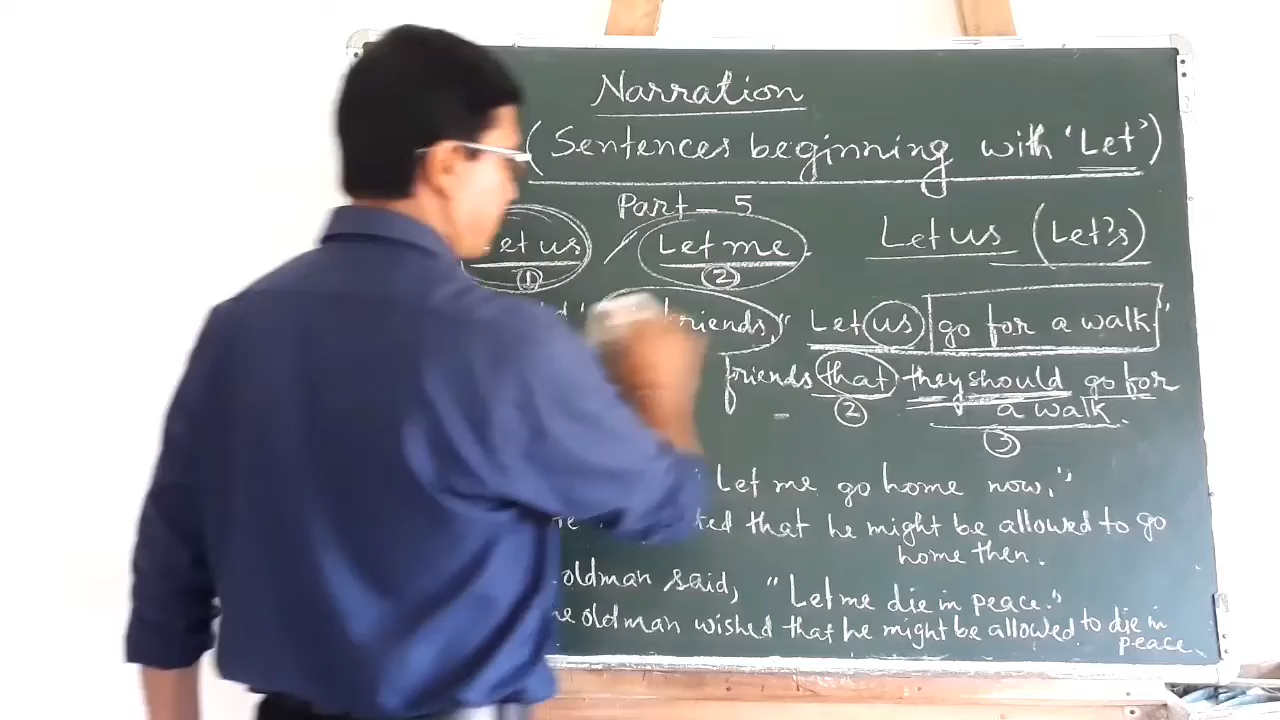 Narration
(Sentences beginning with 'Let')
Part - 5
Let us / Let me
① ②
Let us (Let's)
friends, " Let us go for a walk"
friends that they should go for
② a walk.
③
Let me go home now."
that he might be allowed to go
home then.
oldman said, "Let me die in peace."
oldman wished that he might be allowed to die in
peace.